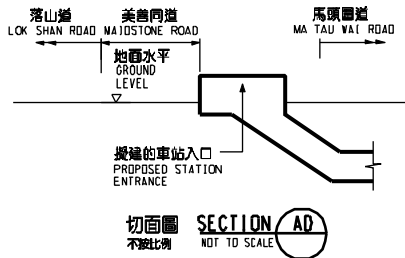 落山道 美善同道 馬頭圍道
LOK SHAN ROAD MAIDSTONE ROAD MA TAU WAI ROAD
地面水平
GROUND
LEVEL
擬建的車站入口
PROPOSED STATION
ENTRANCE
切面圖 SECTION AD
不按比例 NOT TO SCALE